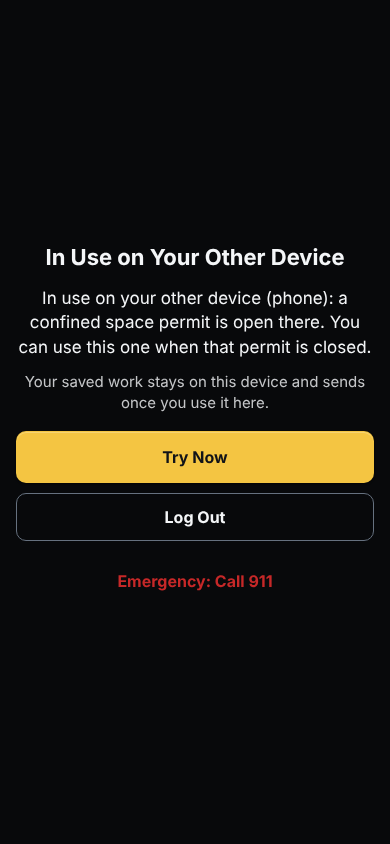 In Use on Your Other Device
In use on your other device (phone): a
confined space permit is open there. You
can use this one when that permit is closed.
Your saved work stays on this device and sends
once you use it here.
Try Now
Log Out
Emergency: Call 911